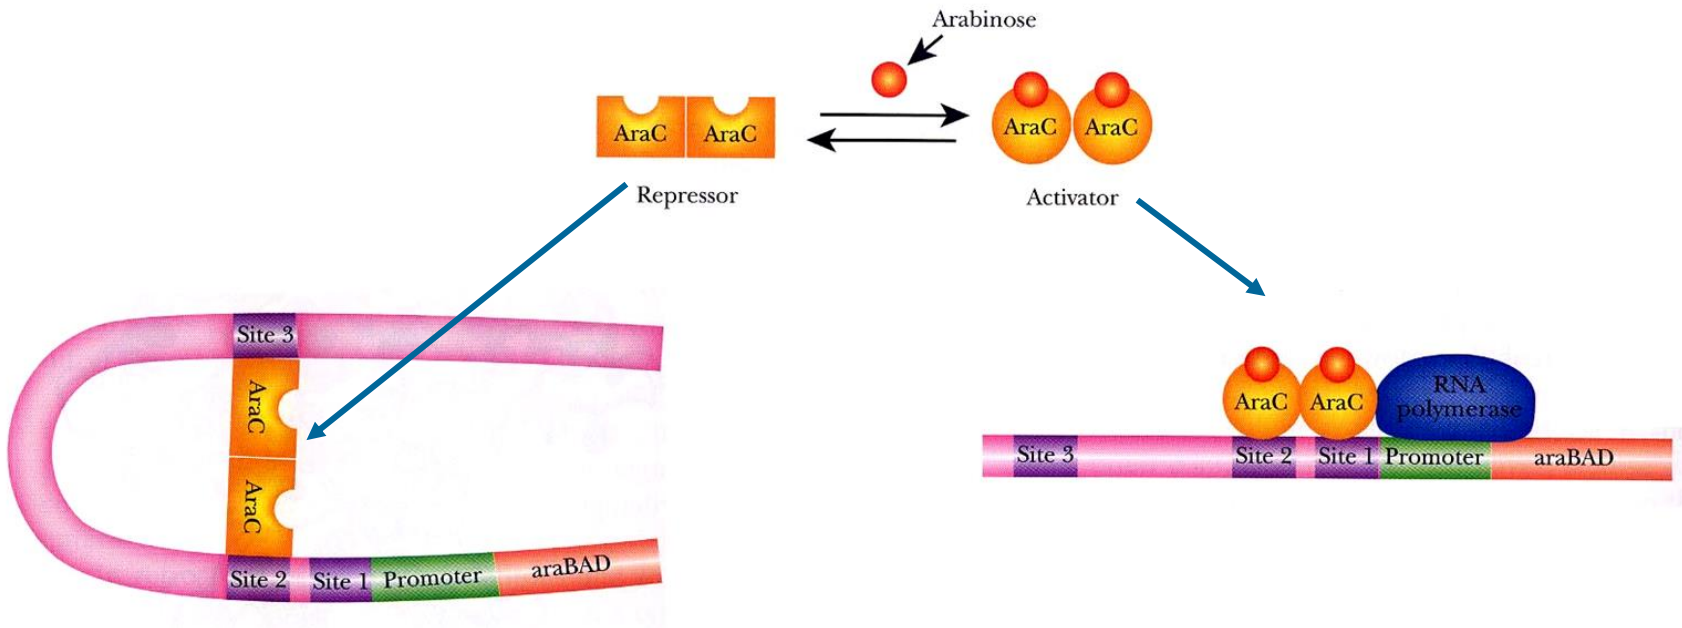 Arabinose
AraC AraC
AraC AraC
Repressor
Activator
Site 3
AraC
AraC
Site 2 Site 1 Promoter araBAD
AraC AraC
RNA
polymerase
Site 3 Site 2 Site 1 Promoter araBAD